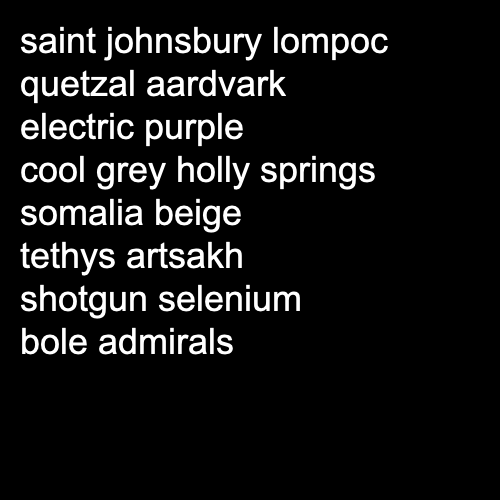 saint johnsbury lompoc
quetzal aardvark
electric purple
cool grey holly springs
somalia beige
tethys artsakh
shotgun selenium
bole admirals